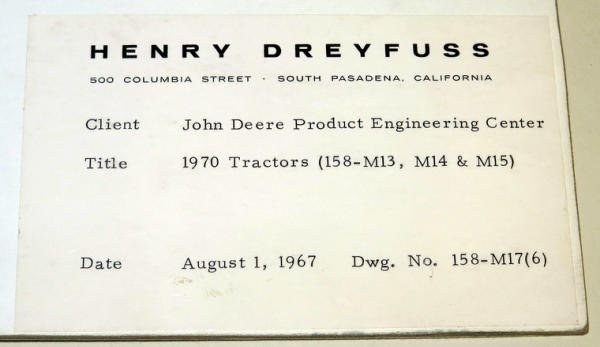 HENRY DREYFUSS
500 COLUMBIA STREET · SOUTH PASADENA, CALIFORNIA
Client John Deere Product Engineering Center
Title 1970 Tractors (158-M13, M14 & M15)
Date August 1, 1967 Dwg. No. 158-M17(6)